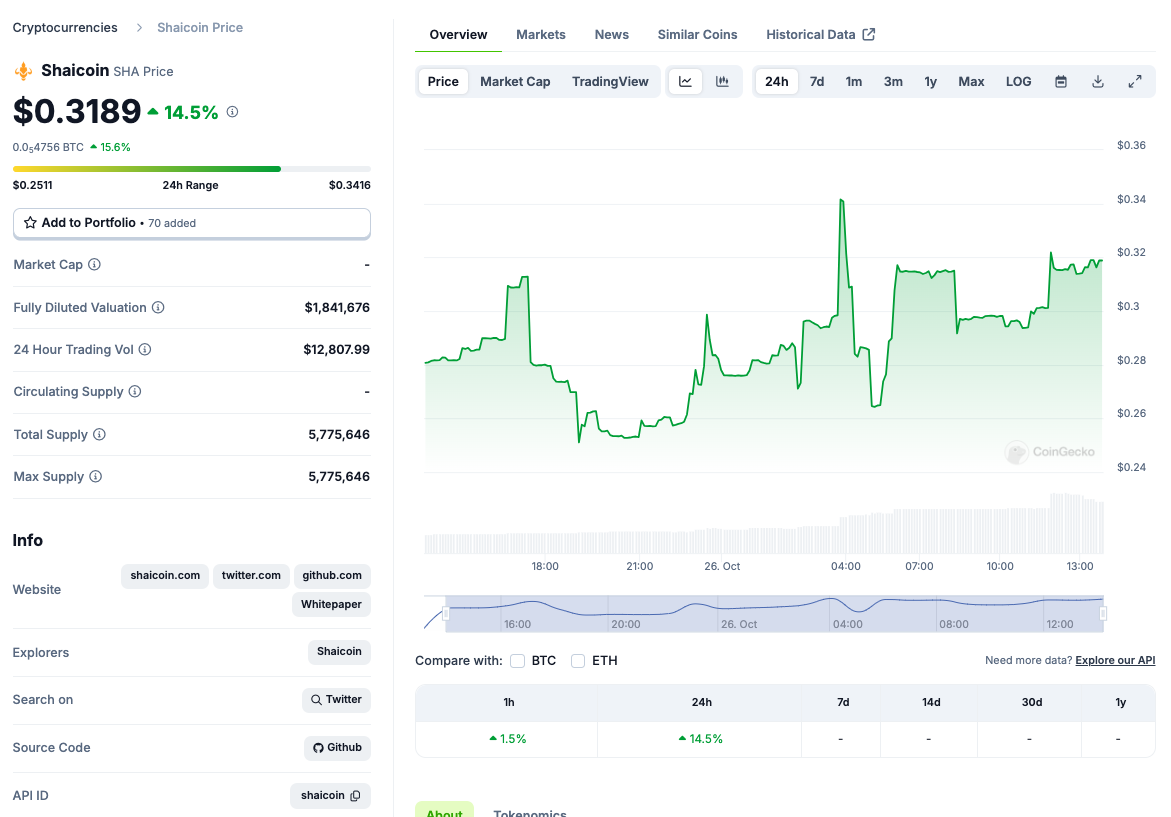 Cryptocurrencies > Shaicoin Price
Shaicoin SHA Price
$0.3189 14.5%
0.0₅4756 BTC 15.6%
$0.2511 24h Range $0.3416
Add to Portfolio • 70 added
Market Cap -
Fully Diluted Valuation $1,841,676
24 Hour Trading Vol $12,807.99
Circulating Supply -
Total Supply 5,775,646
Max Supply 5,775,646
Info
Website shaicoin.com twitter.com github.com
Whitepaper
Explorers Shaicoin
Search on Twitter
Source Code Github
API ID shaicoin
Overview Markets News Similar Coins Historical Data
Price Market Cap TradingView 24h 7d 1m 3m 1y Max LOG
$0.36
$0.34
$0.32
$0.3
$0.28
$0.26
CoinGecko
$0.24
18:00 21:00 26. Oct 04:00 07:00 10:00 13:00
16:00 20:00 26. Oct 04:00 08:00 12:00
Compare with: BTC ETH Need more data? Explore our API
1h 24h 7d 14d 30d 1y
1.5% 14.5% - - - -
About Tokenomics